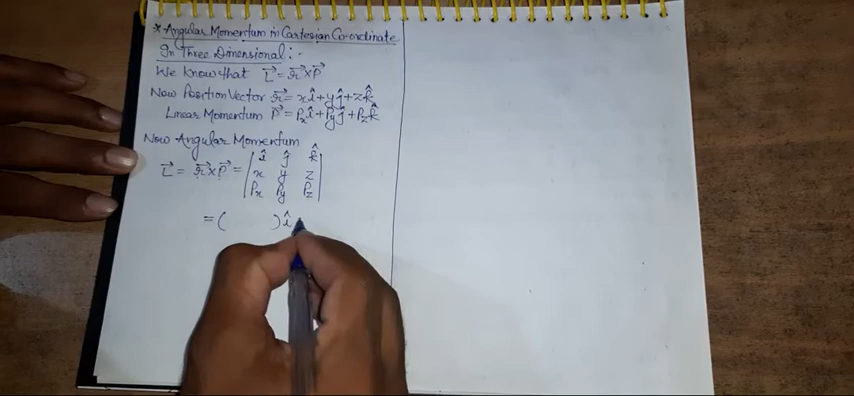 * Angular Momentum in Cartesian Co-ordinate
In Three Dimensional:-
We Know that L⃗ = r⃗ × P⃗
Now Position Vector r⃗ = xî + yĵ + zk̂
Linear Momentum P⃗ = Pxî + Pyĵ + Pzk̂
Now Angular Momentum
L⃗ = r⃗ × P⃗ = | î ĵ k̂ |
| x y z |
| Px Py Pz |
= ( ) î